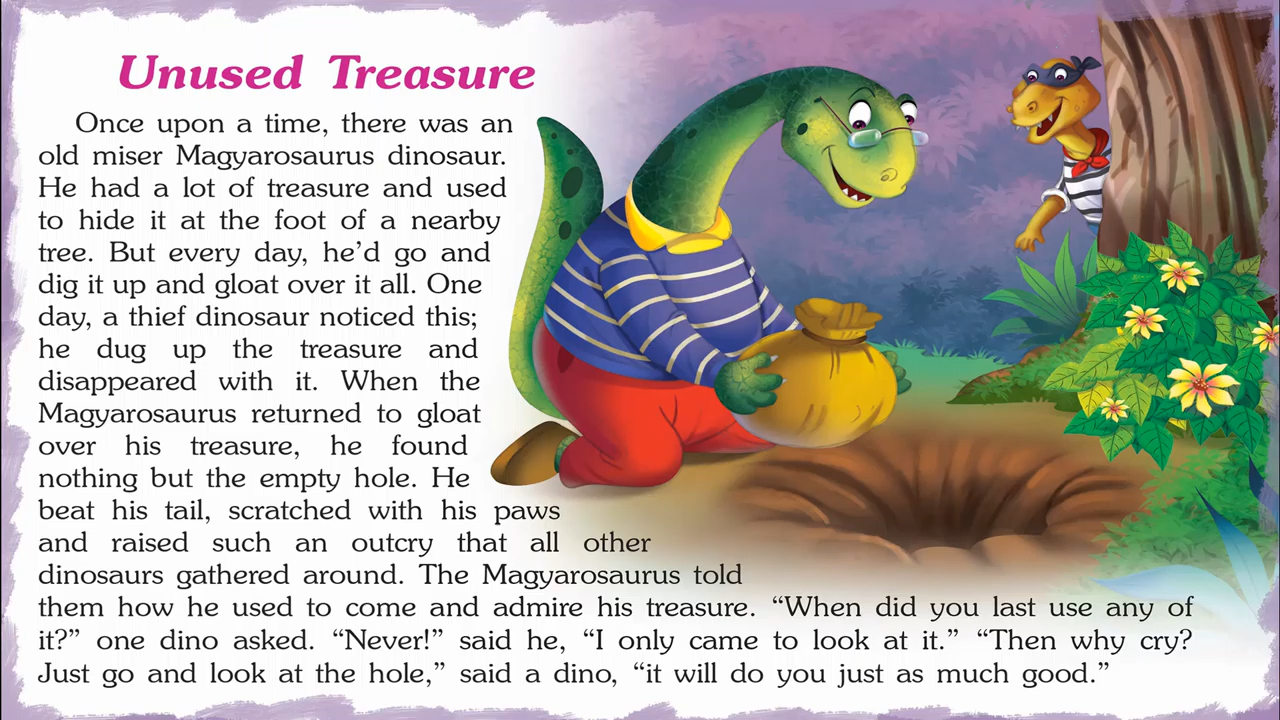 Unused Treasure
Once upon a time, there was an
old miser Magyarosaurus dinosaur.
He had a lot of treasure and used
to hide it at the foot of a nearby
tree. But every day, he’d go and
dig it up and gloat over it all. One
day, a thief dinosaur noticed this;
he dug up the treasure and
disappeared with it. When the
Magyarosaurus returned to gloat
over his treasure, he found
nothing but the empty hole. He
beat his tail, scratched with his paws
and raised such an outcry that all other
dinosaurs gathered around. The Magyarosaurus told
them how he used to come and admire his treasure. “When did you last use any of
it?” one dino asked. “Never!” said he, “I only came to look at it.” “Then why cry?
Just go and look at the hole,” said a dino, “it will do you just as much good.”